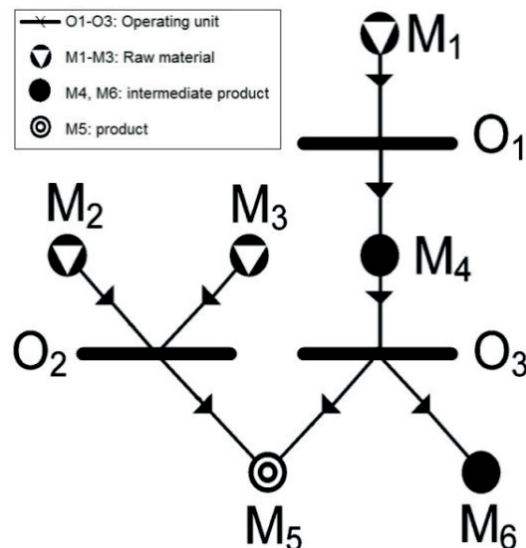 O1-O3: Operating unit
M1-M3: Raw material
M4, M6: intermediate product
M5: product
M₁
O₁
M₂
M₃
M₄
O₂
O₃
M₅
M₆